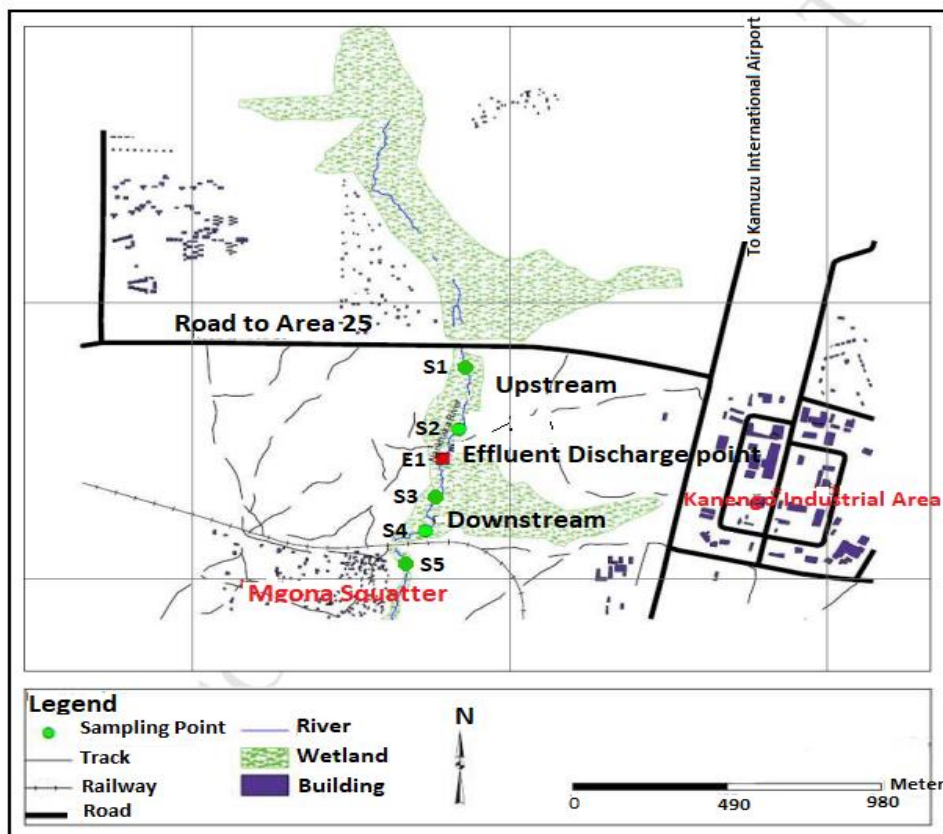 To Kamuzu International Airport
Road to Area 25
S1
Upstream
S2
E1
Effluent Discharge point
S3
Kanengo Industrial Area
S4
Downstream
S5
Mgona Squatter
Legend
Sampling Point
River
N
Track
Wetland
Railway
Building
Meter
Road
0
490
980